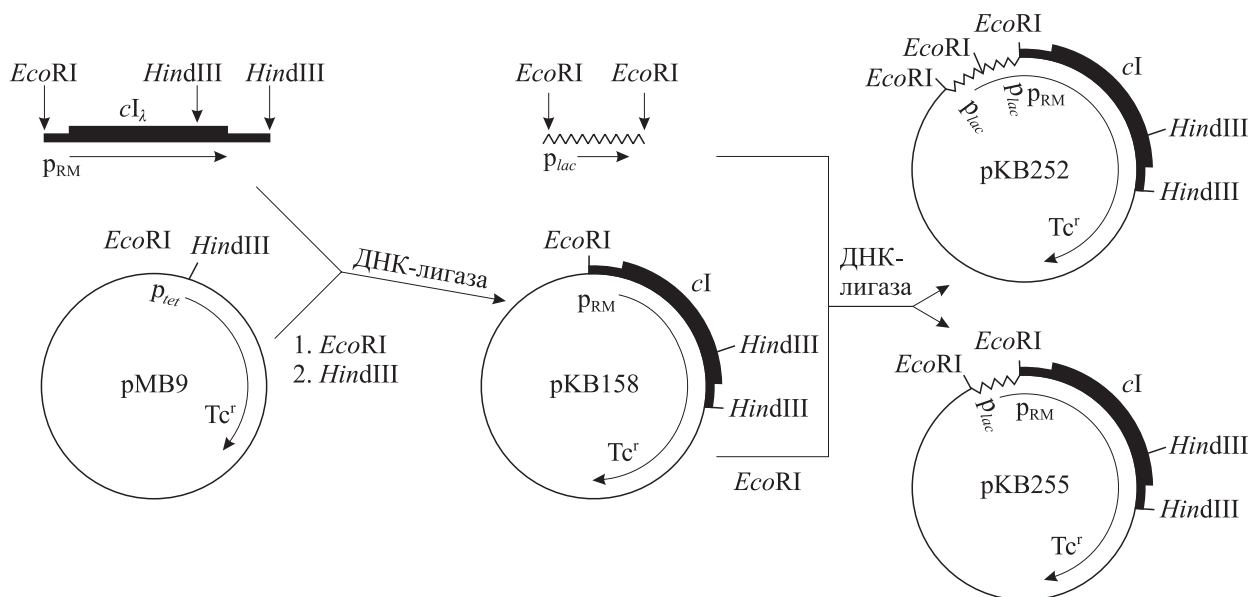 EcoRI
HindIII
HindIII
cIλ
pRM
EcoRI
EcoRI
plac
EcoRI
HindIII
ptet
pMB9
Tcr
1. EcoRI
2. HindIII
ДНК-лигаза
EcoRI
cI
pRM
HindIII
pKB158
HindIII
Tcr
EcoRI
ДНК-
лигаза
EcoRI
EcoRI
EcoRI
cI
plac
plac
pRM
HindIII
pKB252
HindIII
Tcr
EcoRI
EcoRI
cI
plac
pRM
HindIII
pKB255
HindIII
Tcr